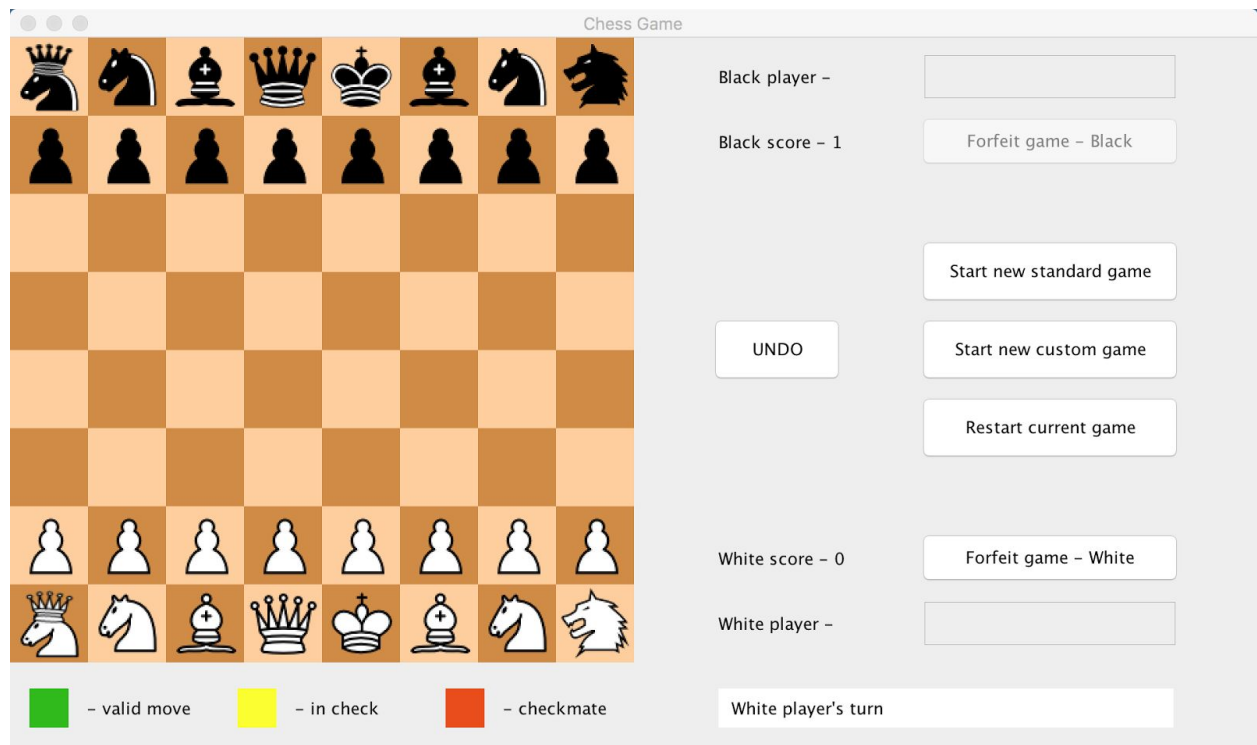 Chess Game
Black player –
Black score – 1
Forfeit game – Black
Start new standard game
UNDO
Start new custom game
Restart current game
White score – 0
Forfeit game – White
White player –
– valid move
– in check
– checkmate
White player's turn